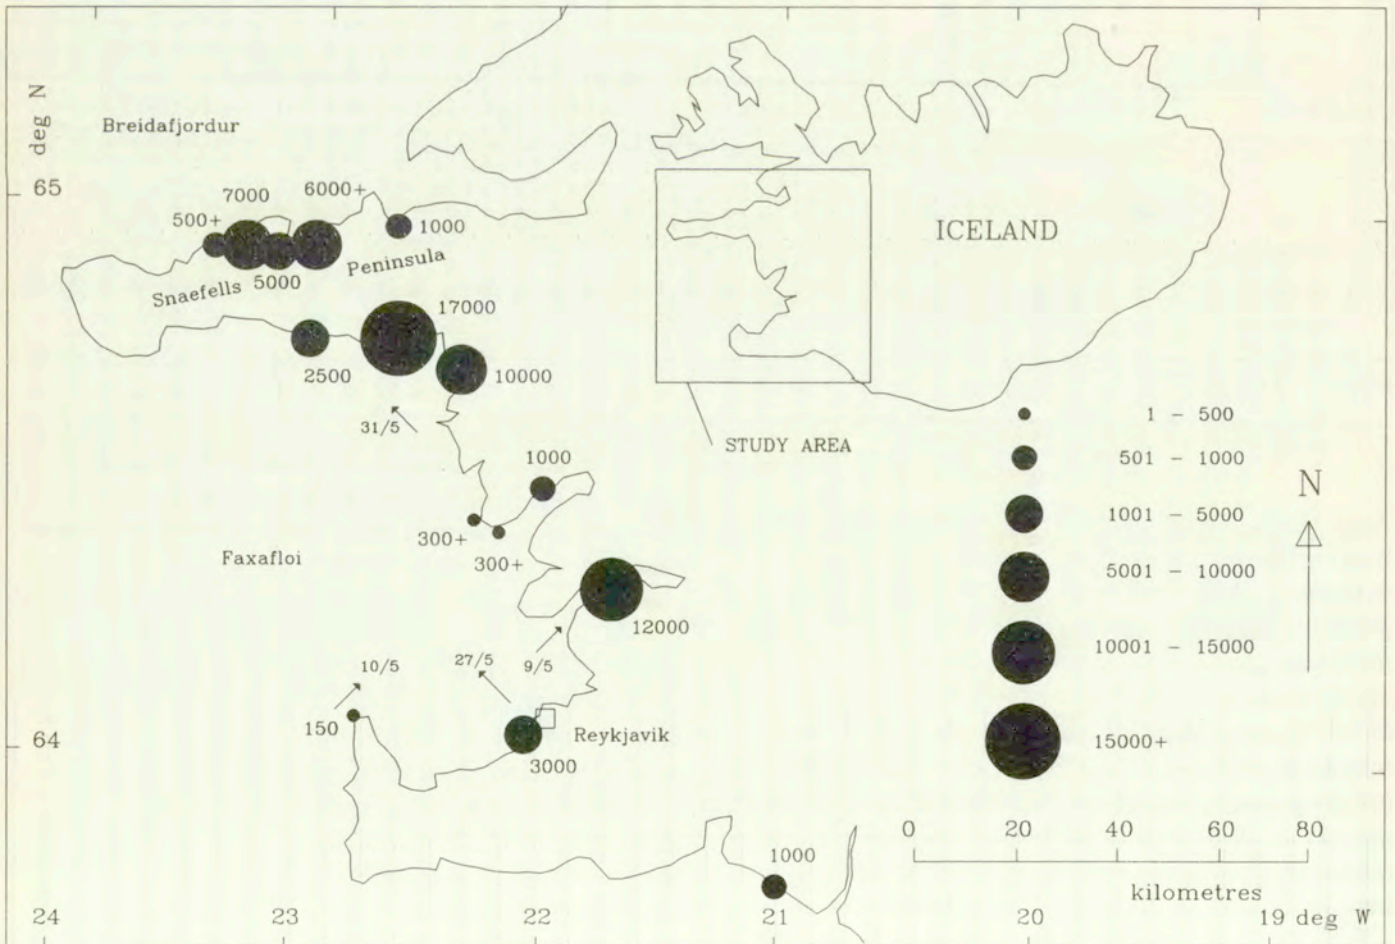 deg N
Breidafjordur
65
7000
6000+
500+
1000
ICELAND
Peninsula
Snaefells
5000
17000
2500
10000
31/5
1 - 500
STUDY AREA
1000
501 - 1000
N
1001 - 5000
300+
Faxafloi
300+
5001 - 10000
12000
10001 - 15000
10/5
27/5
9/5
150
64
Reykjavik
3000
15000+
0 20 40 60 80
1000
kilometres
24 23 22 21 20 19 deg W